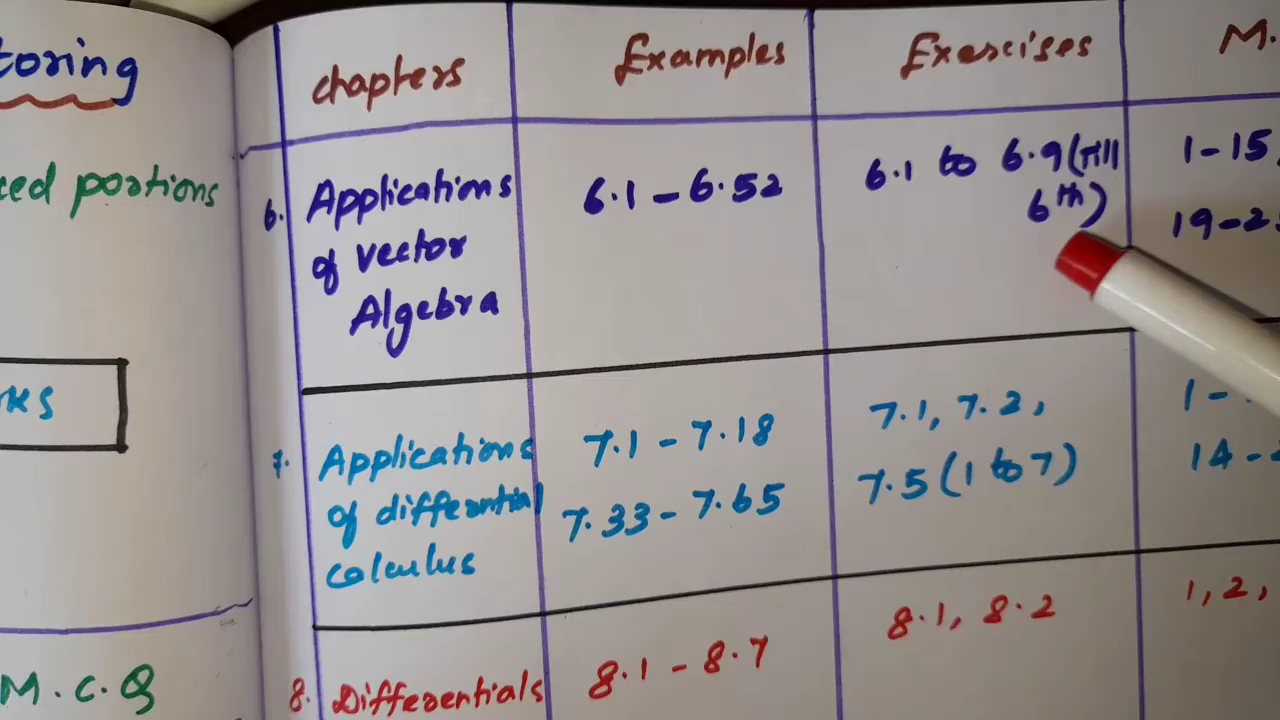 toring
ced portions
ks
M.C.Q
chapters Examples Exercises M.
6. Applications of vector Algebra 6.1 - 6.52 6.1 to 6.9 (till 6th) 1-15, 19-2
7. Applications of differential calculus 7.1 - 7.18 7.33 - 7.65 7.1, 7.2, 7.5 (1 to 7) 1- 14-
8. Differentials 8.1 - 8.7 8.1, 8.2 1, 2,